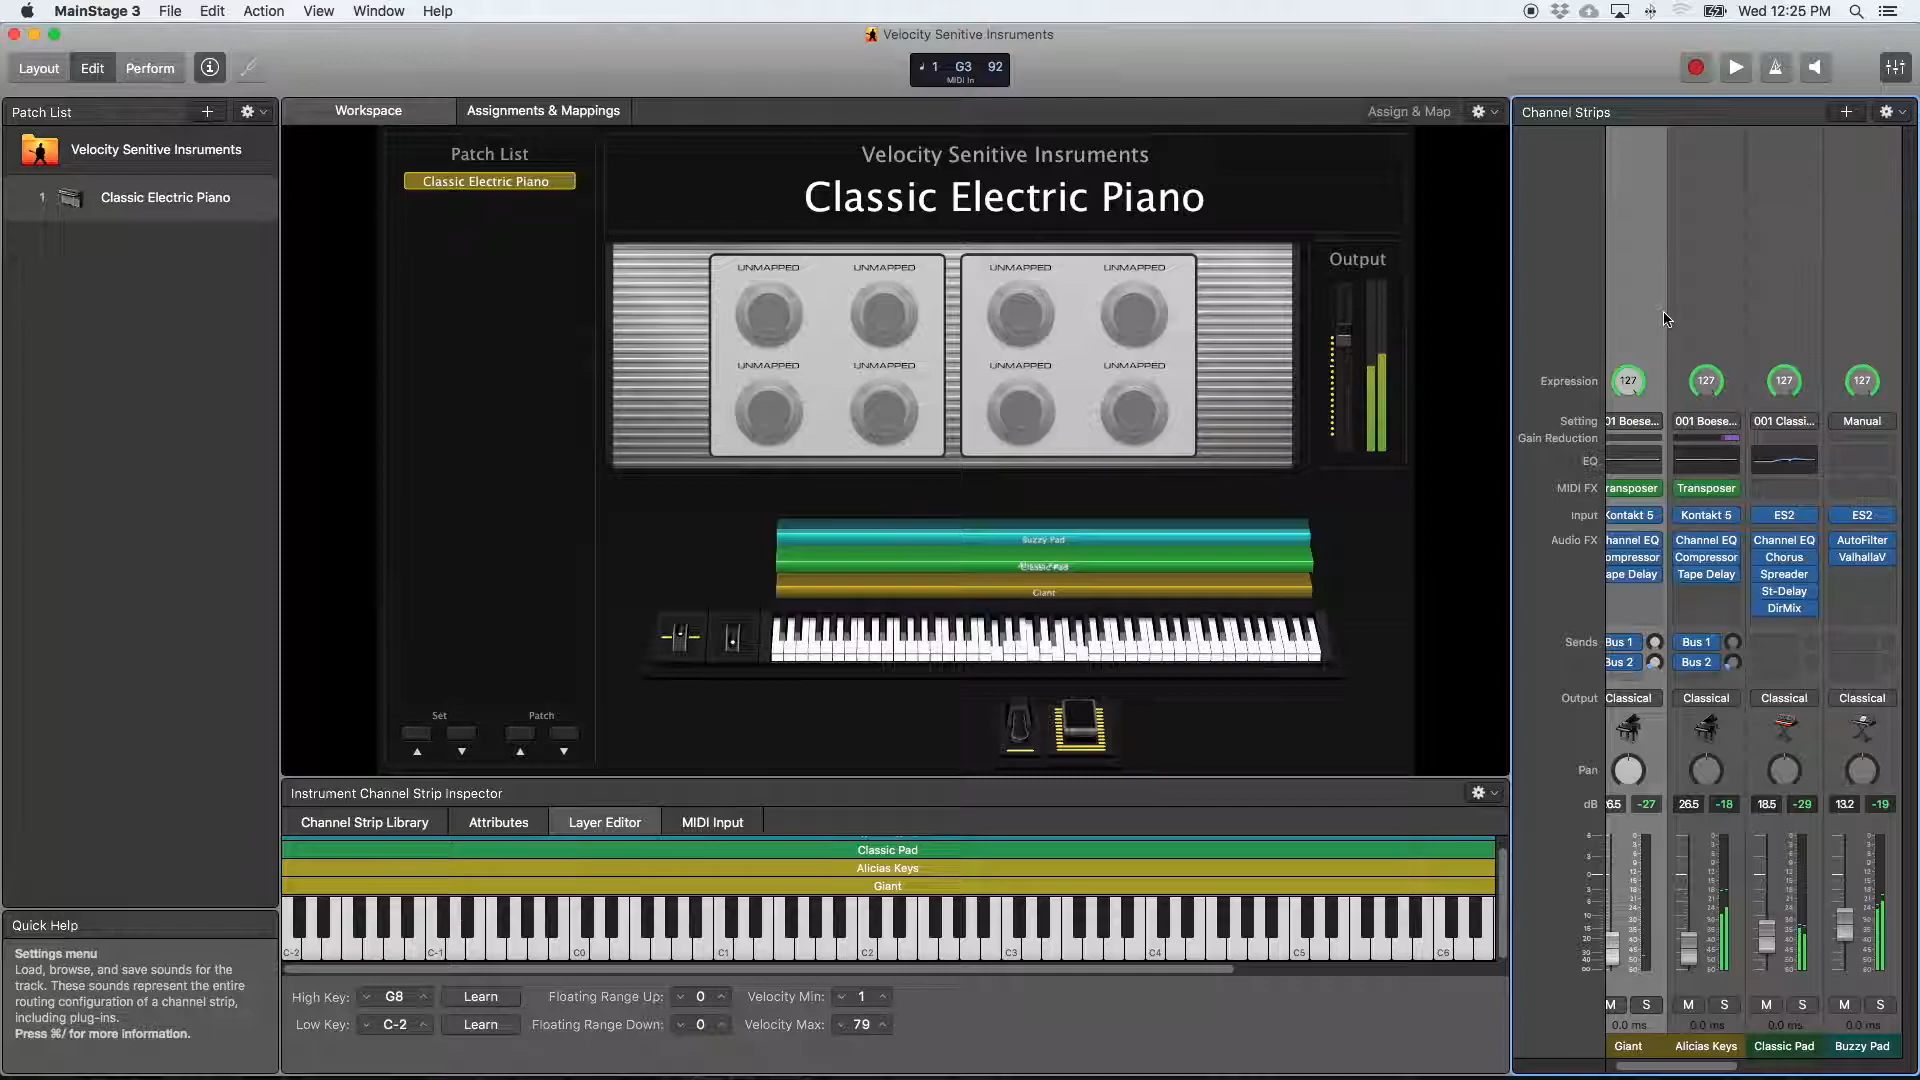 MainStage 3 File Edit Action View Window Help
Wed 12:25 PM
Velocity Senitive Insruments
Layout Edit Perform
1 G3 92
MIDI In
Patch List
Velocity Senitive Insruments
1 Classic Electric Piano
Workspace
Assignments & Mappings
Assign & Map
Patch List
Classic Electric Piano
Velocity Senitive Insruments
Classic Electric Piano
UNMAPPED UNMAPPED UNMAPPED UNMAPPED
UNMAPPED UNMAPPED UNMAPPED UNMAPPED
Output
Buzzy Pad
Classic Pad
Giant
Set Patch
Instrument Channel Strip Inspector
Channel Strip Library Attributes Layer Editor MIDI Input
Classic Pad
Alicias Keys
Giant
C-2 C-1 C0 C1 C2 C3 C4 C5 C6
High Key: G8 Learn Floating Range Up: 0 Velocity Min: 1
Low Key: C-2 Learn Floating Range Down: 0 Velocity Max: 79
Quick Help
Settings menu
Load, browse, and save sounds for the
track. These sounds represent the entire
routing configuration of a channel strip,
including plug-ins.
Press ⌘/ for more information.
Channel Strips
Expression 127 127 127 127
Setting 01 Boese... 001 Boese... 001 Classi... Manual
Gain Reduction
EQ
MIDI FX ransposer Transposer
Input Kontakt 5 Kontakt 5 ES2 ES2
Audio FX hannel EQ Channel EQ Channel EQ AutoFilter
ompressor Compressor Chorus ValhallaV
ape Delay Tape Delay Spreader
St-Delay
DirMix
Sends Bus 1 Bus 1
Bus 2 Bus 2
Output Classical Classical Classical Classical
Pan
dB 6.5 -27 26.5 -18 18.5 -29 13.2 -19
M S M S M S M S
0.0 ms 0.0 ms 0.0 ms 0.0 ms
Giant Alicias Keys Classic Pad Buzzy Pad